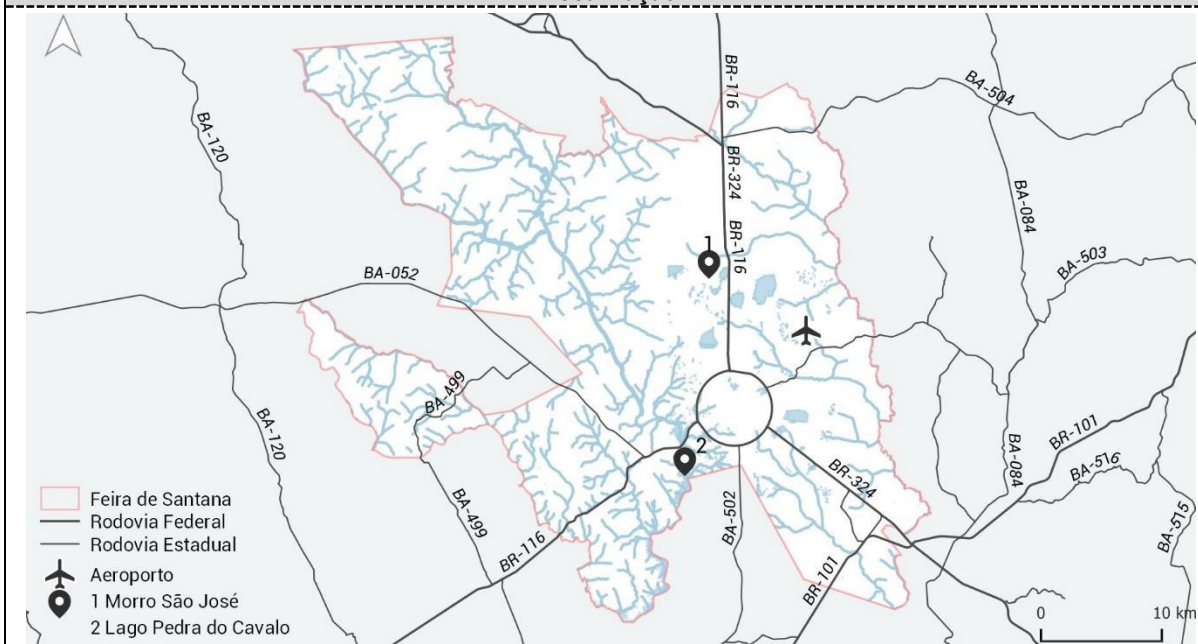 BR-116
BA-504
BA-120
BR-324
BA-084
1
BR-116
BA-503
BA-052
BA-499
BR-101
2
BA-120
BA-516
BA-084
BR-324
BA-499
BA-502
BA-515
BR-116
BR-101
Feira de Santana
Rodovia Federal
Rodovia Estadual
Aeroporto
1 Morro São José
2 Lago Pedra do Cavalo
0 10 km